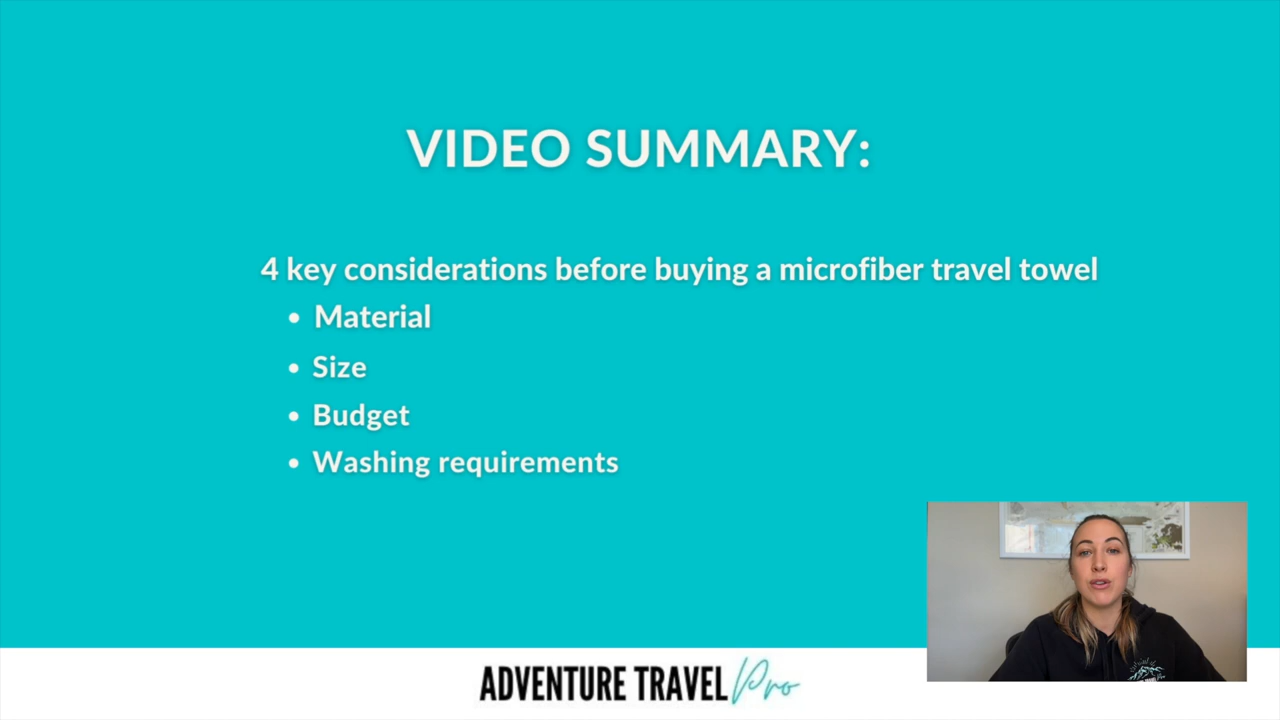 VIDEO SUMMARY:
4 key considerations before buying a microfiber travel towel
• Material
• Size
• Budget
• Washing requirements
ADVENTURE TRAVEL Pro